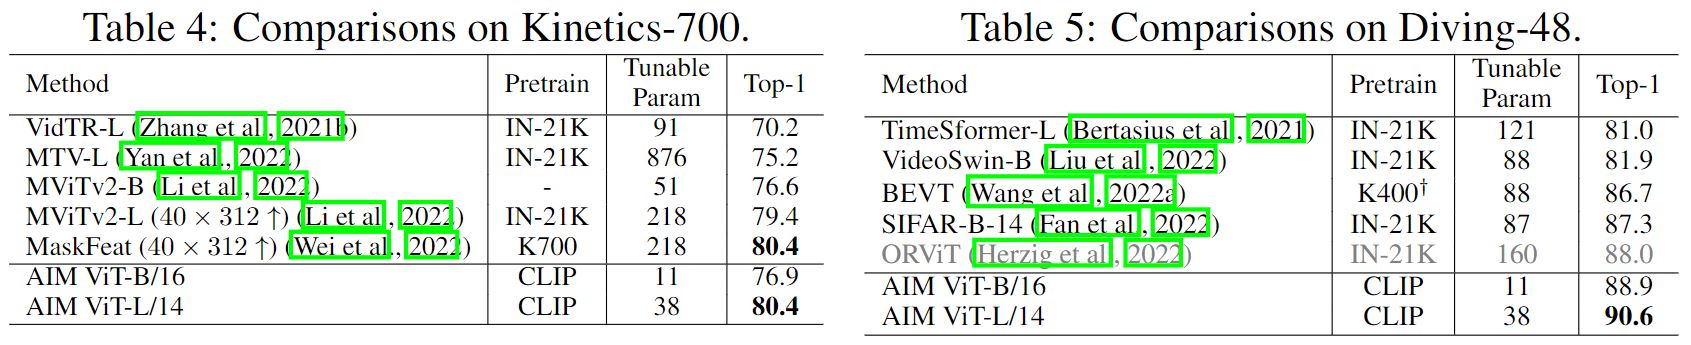 Table 4: Comparisons on Kinetics-700.
Method Pretrain Tunable Param Top-1
VidTR-L (Zhang et al., 2021b) IN-21K 91 70.2
MTV-L (Yan et al., 2022) IN-21K 876 75.2
MViTv2-B (Li et al., 2022) - 51 76.6
MViTv2-L (40 × 312 ↑) (Li et al., 2022) IN-21K 218 79.4
MaskFeat (40 × 312 ↑) (Wei et al., 2022) K700 218 80.4
AIM ViT-B/16 CLIP 11 76.9
AIM ViT-L/14 CLIP 38 80.4
Table 5: Comparisons on Diving-48.
Method Pretrain Tunable Param Top-1
TimeSformer-L (Bertasius et al., 2021) IN-21K 121 81.0
VideoSwin-B (Liu et al., 2022) IN-21K 88 81.9
BEVT (Wang et al., 2022a) K400† 88 86.7
SIFAR-B-14 (Fan et al., 2022) IN-21K 87 87.3
ORViT (Herzig et al., 2022) IN-21K 160 88.0
AIM ViT-B/16 CLIP 11 88.9
AIM ViT-L/14 CLIP 38 90.6